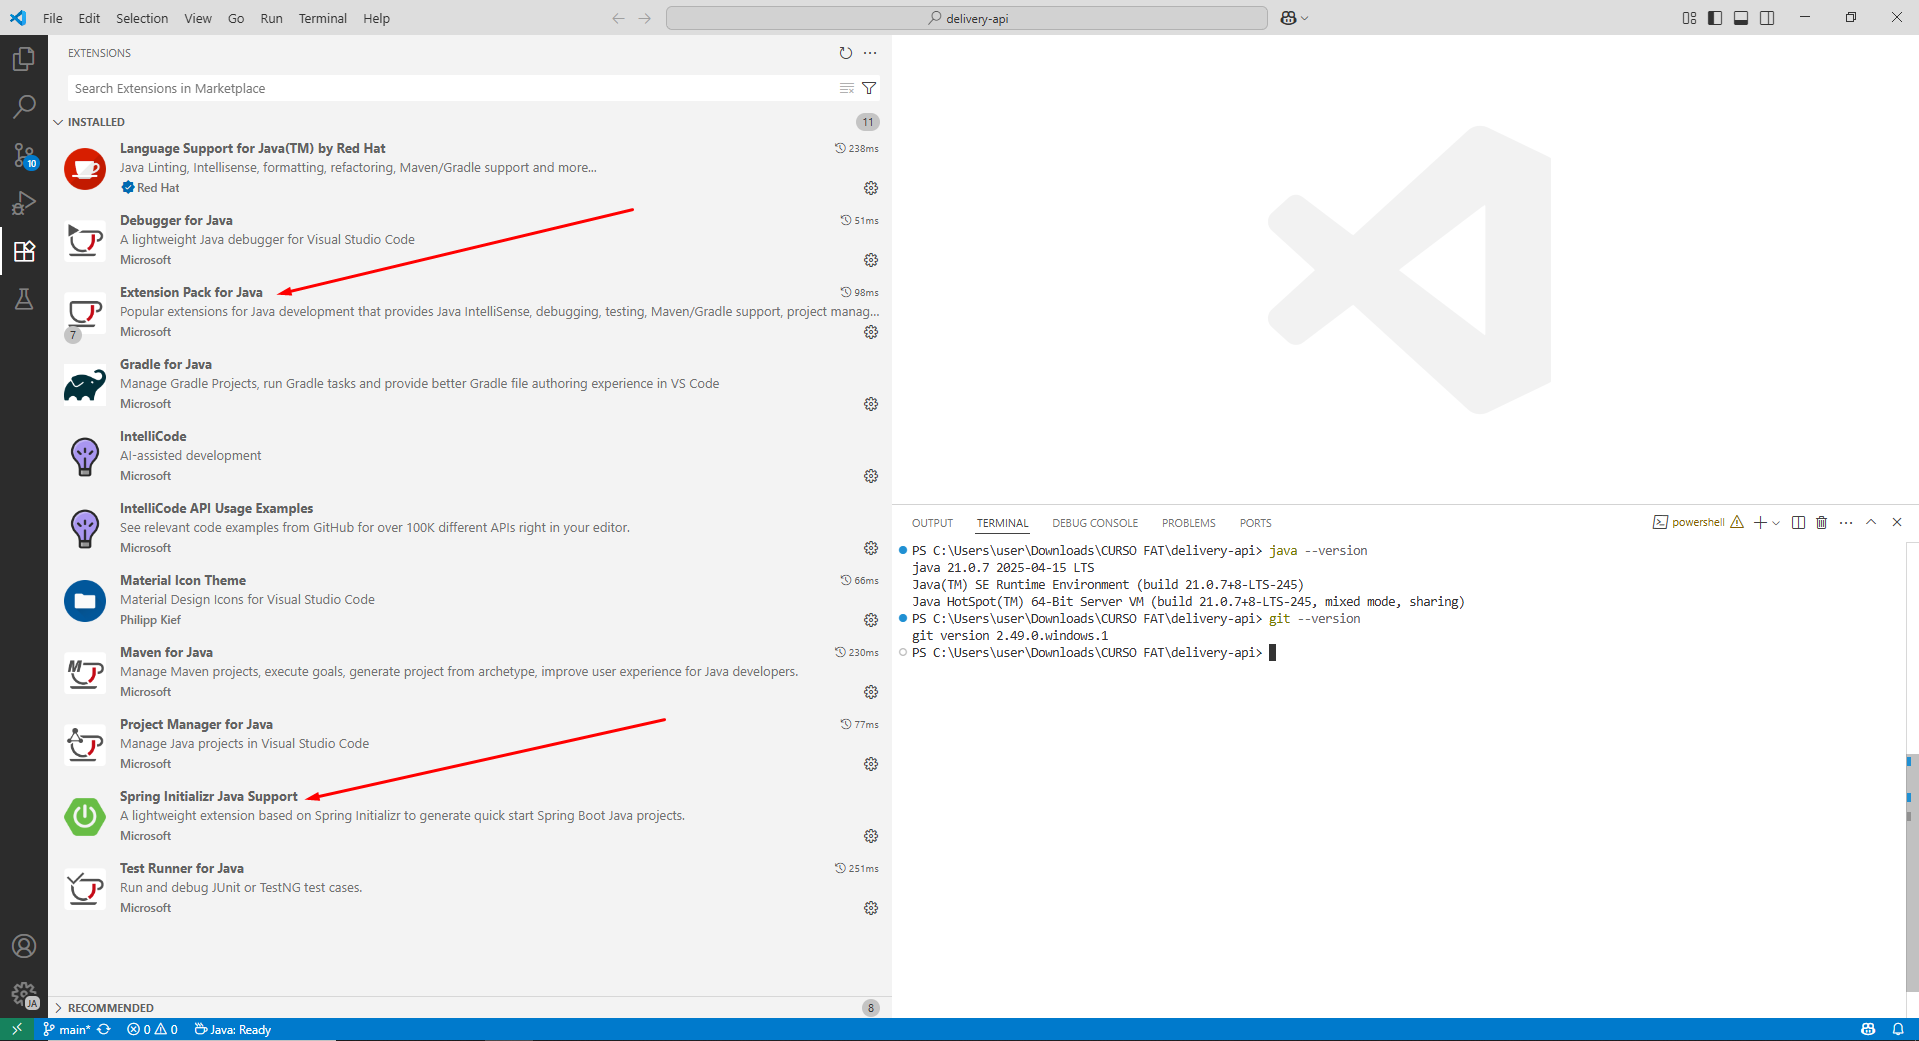 File Edit Selection View Go Run Terminal Help
delivery-api
EXTENSIONS
Search Extensions in Marketplace
INSTALLED 11
Language Support for Java(TM) by Red Hat 238ms
Java Linting, Intellisense, formatting, refactoring, Maven/Gradle support and more...
Red Hat
Debugger for Java 51ms
A lightweight Java debugger for Visual Studio Code
Microsoft
Extension Pack for Java 98ms
Popular extensions for Java development that provides Java IntelliSense, debugging, testing, Maven/Gradle support, project manag...
7 Microsoft
Gradle for Java
Manage Gradle Projects, run Gradle tasks and provide better Gradle file authoring experience in VS Code
Microsoft
IntelliCode
AI-assisted development
Microsoft
IntelliCode API Usage Examples
See relevant code examples from GitHub for over 100K different APIs right in your editor.
Microsoft
Material Icon Theme 66ms
Material Design Icons for Visual Studio Code
Philipp Kief
Maven for Java 230ms
Manage Maven projects, execute goals, generate project from archetype, improve user experience for Java developers.
Microsoft
Project Manager for Java 77ms
Manage Java projects in Visual Studio Code
Microsoft
Spring Initializr Java Support
A lightweight extension based on Spring Initializr to generate quick start Spring Boot Java projects.
Microsoft
Test Runner for Java 251ms
Run and debug JUnit or TestNG test cases.
Microsoft
RECOMMENDED 8
10
JA
OUTPUT TERMINAL DEBUG CONSOLE PROBLEMS PORTS powershell
PS C:\Users\user\Downloads\CURSO FAT\delivery-api> java --version
java 21.0.7 2025-04-15 LTS
Java(TM) SE Runtime Environment (build 21.0.7+8-LTS-245)
Java HotSpot(TM) 64-Bit Server VM (build 21.0.7+8-LTS-245, mixed mode, sharing)
PS C:\Users\user\Downloads\CURSO FAT\delivery-api> git --version
git version 2.49.0.windows.1
PS C:\Users\user\Downloads\CURSO FAT\delivery-api>
main* 0 0 Java: Ready